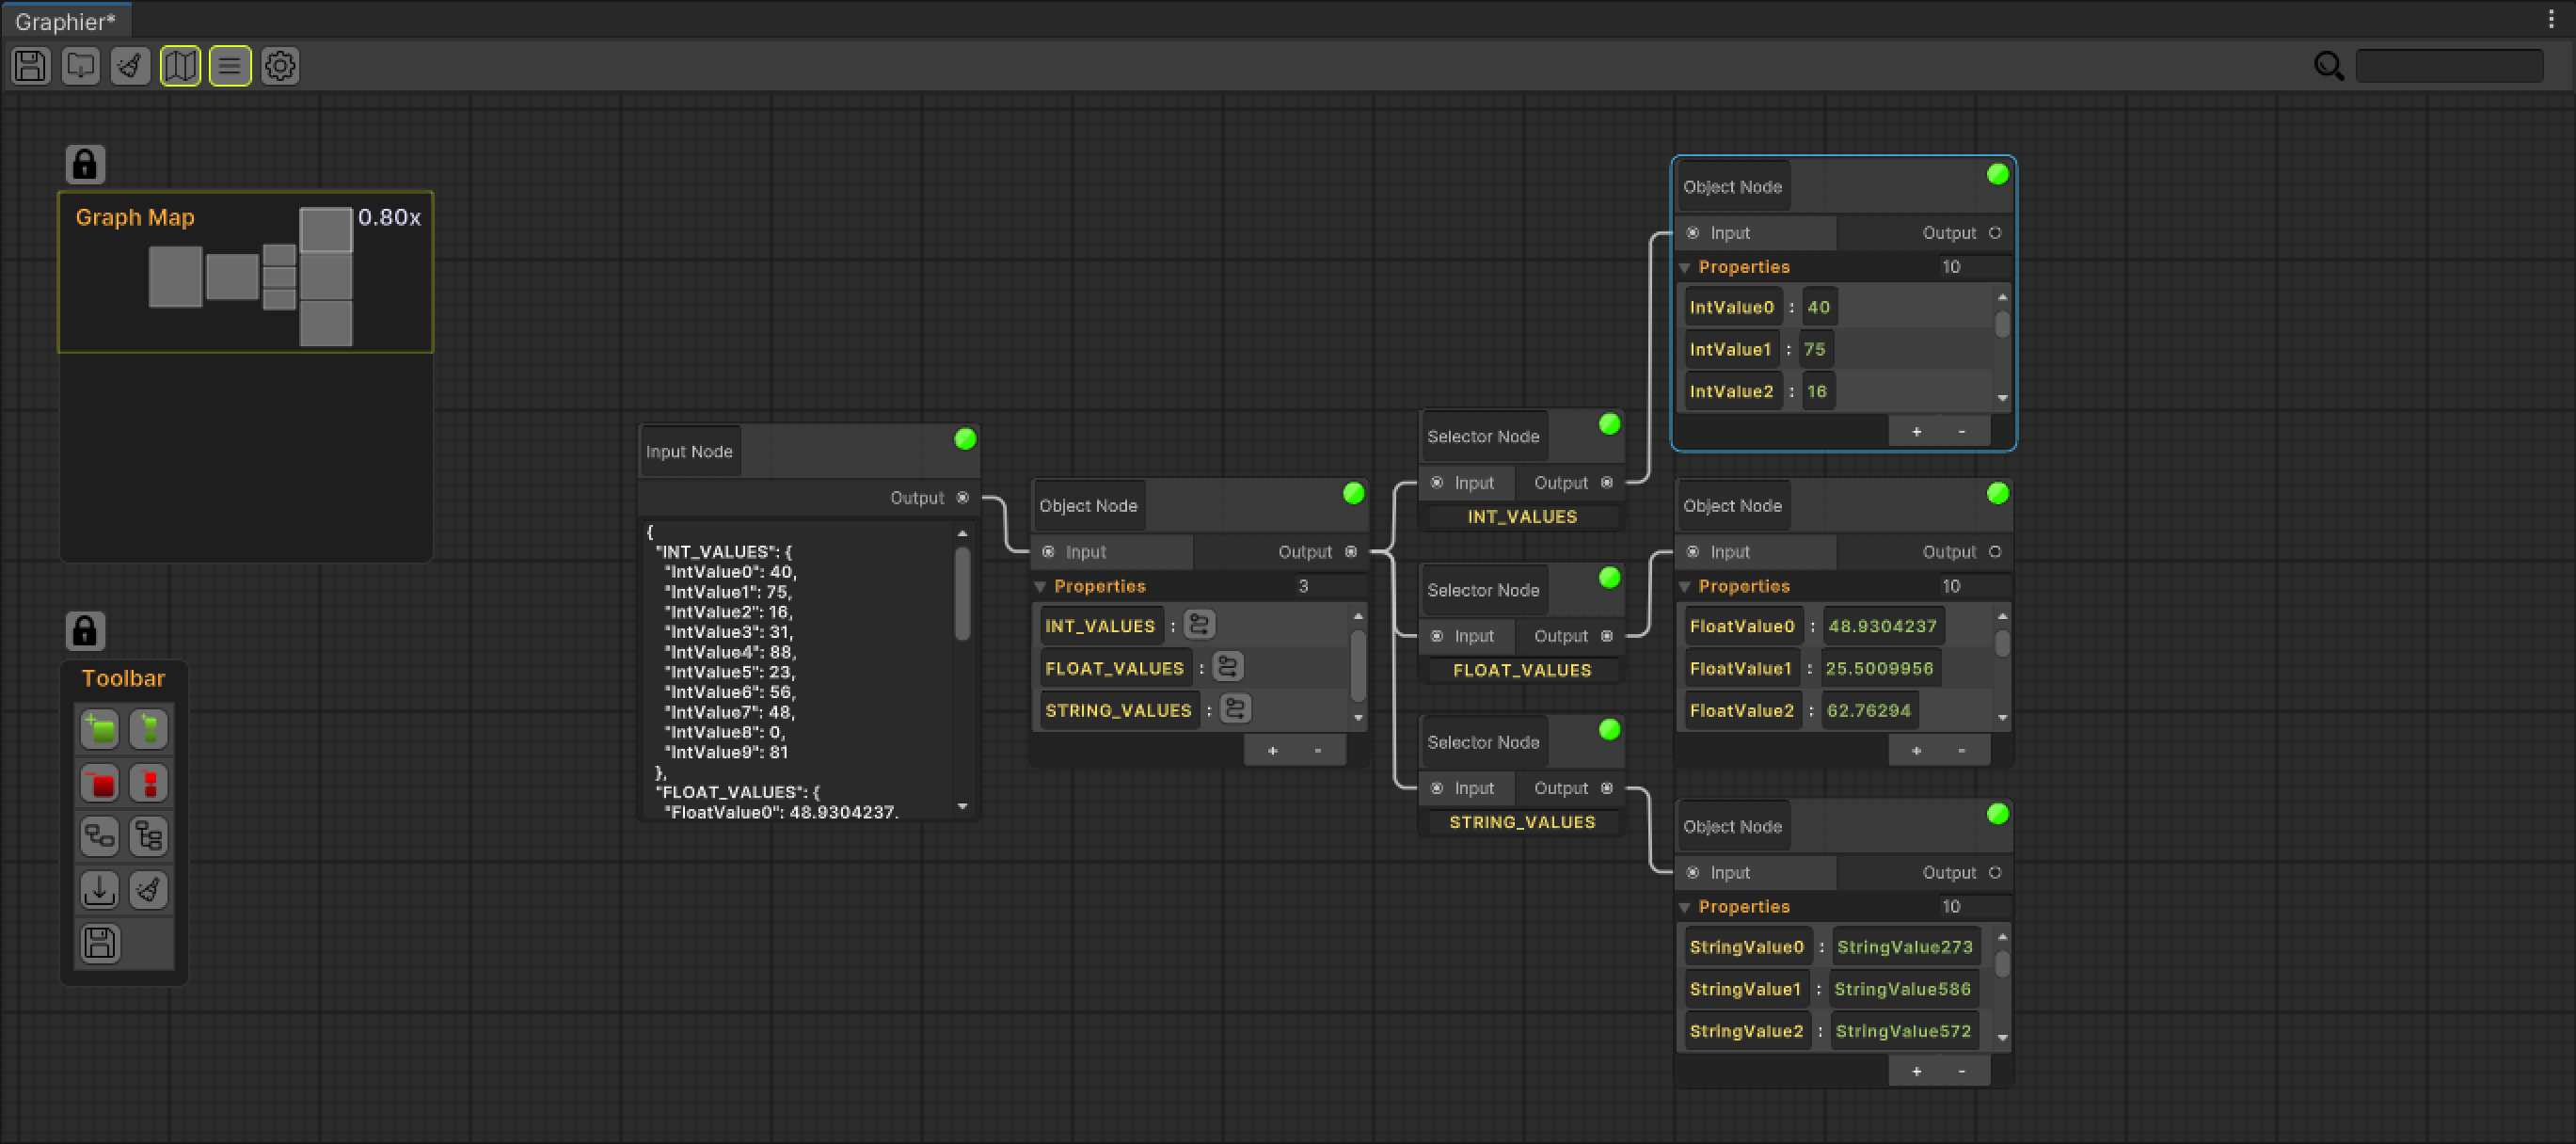 Graphier*
Graph Map
0.80x
Toolbar
Input Node
Output
{
"INT_VALUES": {
"IntValue0": 40,
"IntValue1": 75,
"IntValue2": 16,
"IntValue3": 31,
"IntValue4": 88,
"IntValue5": 23,
"IntValue6": 56,
"IntValue7": 48,
"IntValue8": 0,
"IntValue9": 81
},
"FLOAT_VALUES": {
"FloatValue0": 48.9304237,
Object Node
Input Output
Properties 3
INT_VALUES :
FLOAT_VALUES :
STRING_VALUES :
+ -
Selector Node
Input Output
INT_VALUES
Selector Node
Input Output
FLOAT_VALUES
Selector Node
Input Output
STRING_VALUES
Object Node
Input Output
Properties 10
IntValue0 : 40
IntValue1 : 75
IntValue2 : 16
+ -
Object Node
Input Output
Properties 10
FloatValue0 : 48.9304237
FloatValue1 : 25.5009956
FloatValue2 : 62.76294
+ -
Object Node
Input Output
Properties 10
StringValue0 : StringValue273
StringValue1 : StringValue586
StringValue2 : StringValue572
+ -